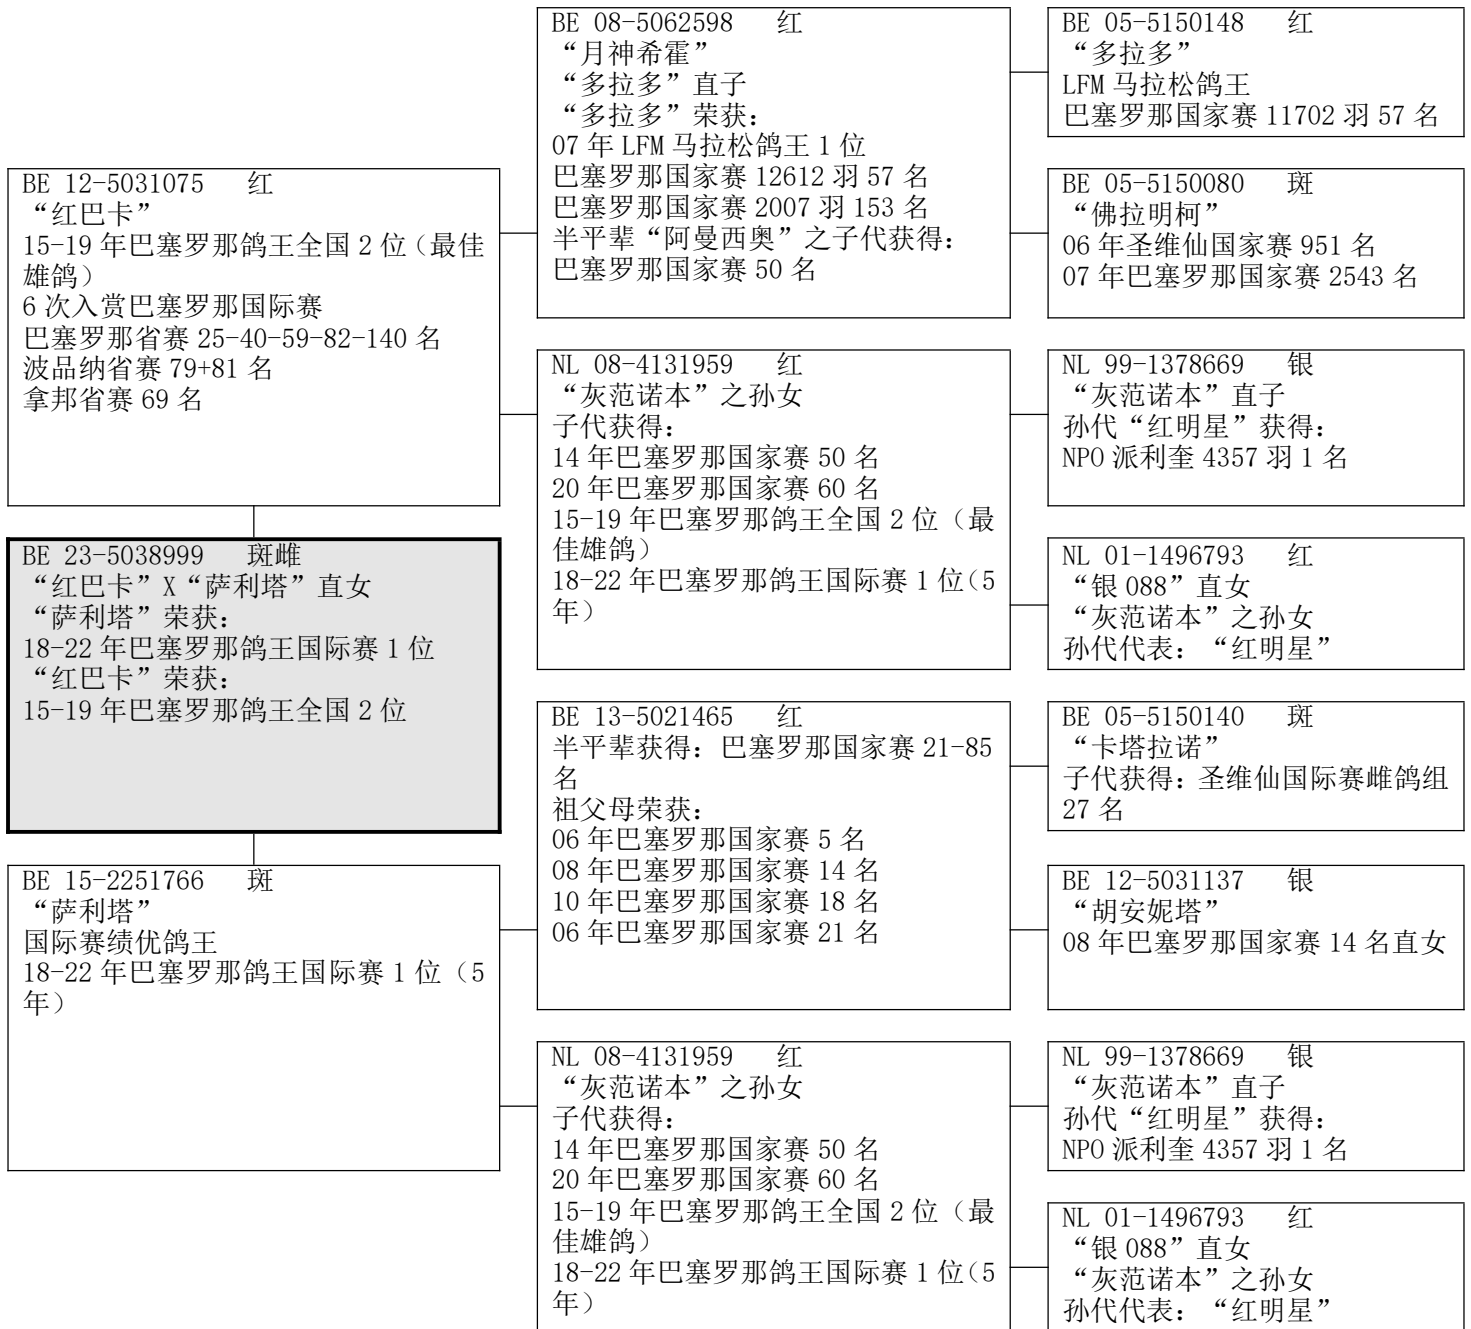 BE 12-5031075 红
“红巴卡”
15-19 年巴塞罗那鸽王全国 2 位（最佳
雄鸽）
6 次入赏巴塞罗那国际赛
巴塞罗那省赛 25-40-59-82-140 名
波品纳省赛 79+81 名
拿邦省赛 69 名
BE 23-5038999 斑雌
“红巴卡”X“萨利塔”直女
“萨利塔”荣获：
18-22 年巴塞罗那鸽王国际赛 1 位
“红巴卡”荣获：
15-19 年巴塞罗那鸽王全国 2 位
BE 15-2251766 斑
“萨利塔”
国际赛绩优鸽王
18-22 年巴塞罗那鸽王国际赛 1 位（5
年）
BE 08-5062598 红
“月神希霍”
“多拉多”直子
“多拉多”荣获：
07 年 LFM 马拉松鸽王 1 位
巴塞罗那国家赛 12612 羽 57 名
巴塞罗那国家赛 2007 羽 153 名
半平辈“阿曼西奥”之子代获得：
巴塞罗那国家赛 50 名
NL 08-4131959 红
“灰范诺本”之孙女
子代获得：
14 年巴塞罗那国家赛 50 名
20 年巴塞罗那国家赛 60 名
15-19 年巴塞罗那鸽王全国 2 位（最
佳雄鸽）
18-22 年巴塞罗那鸽王国际赛 1 位（5
年）
BE 13-5021465 红
半平辈获得：巴塞罗那国家赛 21-85
名
祖父母荣获：
06 年巴塞罗那国家赛 5 名
08 年巴塞罗那国家赛 14 名
10 年巴塞罗那国家赛 18 名
06 年巴塞罗那国家赛 21 名
NL 08-4131959 红
“灰范诺本”之孙女
子代获得：
14 年巴塞罗那国家赛 50 名
20 年巴塞罗那国家赛 60 名
15-19 年巴塞罗那鸽王全国 2 位（最
佳雄鸽）
18-22 年巴塞罗那鸽王国际赛 1 位（5
年）
BE 05-5150148 红
“多拉多”
LFM 马拉松鸽王
巴塞罗那国家赛 11702 羽 57 名
BE 05-5150080 斑
“佛拉明柯”
06 年圣维仙国家赛 951 名
07 年巴塞罗那国家赛 2543 名
NL 99-1378669 银
“灰范诺本”直子
孙代“红明星”获得：
NPO 派利奎 4357 羽 1 名
NL 01-1496793 红
“银 088”直女
“灰范诺本”之孙女
孙代代表：“红明星”
BE 05-5150140 斑
“卡塔拉诺”
子代获得：圣维仙国际赛雌鸽组
27 名
BE 12-5031137 银
“胡安妮塔”
08 年巴塞罗那国家赛 14 名直女
NL 99-1378669 银
“灰范诺本”直子
孙代“红明星”获得：
NPO 派利奎 4357 羽 1 名
NL 01-1496793 红
“银 088”直女
“灰范诺本”之孙女
孙代代表：“红明星”